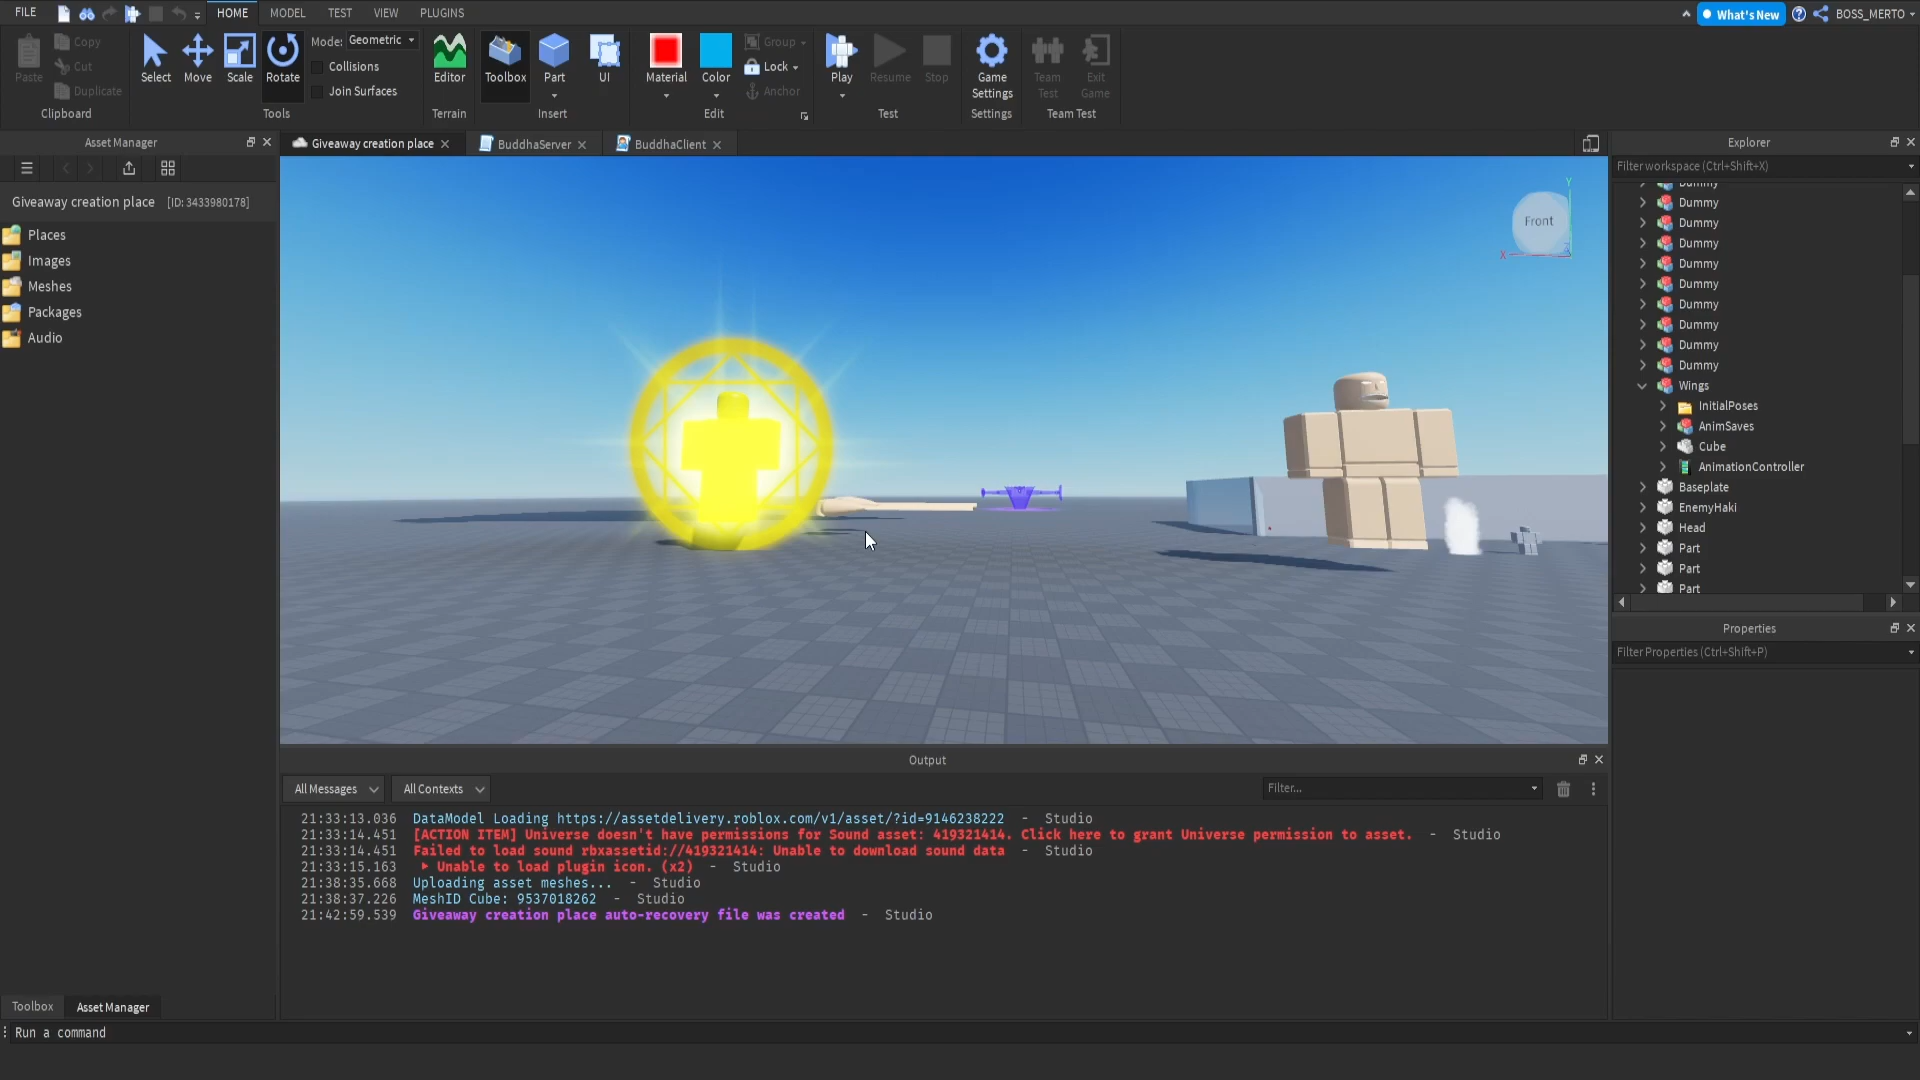 FILE
HOME
MODEL
TEST
VIEW
PLUGINS
What's New
BOSS_MERTO
Paste
Copy
Cut
Duplicate
Clipboard
Select
Move
Scale
Rotate
Mode: Geometric
Collisions
Join Surfaces
Tools
Editor
Terrain
Toolbox
Part
UI
Insert
Material
Color
Group
Lock
Anchor
Edit
Play
Resume
Stop
Test
Game
Settings
Settings
Team
Test
Exit
Game
Team Test
Asset Manager
Giveaway creation place
BuddhaServer
BuddhaClient
Explorer
Filter workspace (Ctrl+Shift+X)
Giveaway creation place [ID: 3433980178]
Places
Images
Meshes
Packages
Audio
Front
Y
X
Z
Dummy
Dummy
Dummy
Dummy
Dummy
Dummy
Dummy
Dummy
Dummy
Dummy
Wings
InitialPoses
AnimSaves
Cube
AnimationController
Baseplate
EnemyHaki
Head
Part
Part
Part
Properties
Filter Properties (Ctrl+Shift+P)
Output
All Messages
All Contexts
Filter...
21:33:13.036 DataModel Loading https://assetdelivery.roblox.com/v1/asset/?id=9146238222 - Studio
21:33:14.451 [ACTION ITEM] Universe doesn't have permissions for Sound asset: 419321414. Click here to grant Universe permission to asset. - Studio
21:33:14.451 Failed to load sound rbxassetid://419321414: Unable to download sound data - Studio
21:33:15.163 Unable to load plugin icon. (x2) - Studio
21:38:35.668 Uploading asset meshes... - Studio
21:38:37.226 MeshID Cube: 9537018262 - Studio
21:42:59.539 Giveaway creation place auto-recovery file was created - Studio
Toolbox
Asset Manager
Run a command